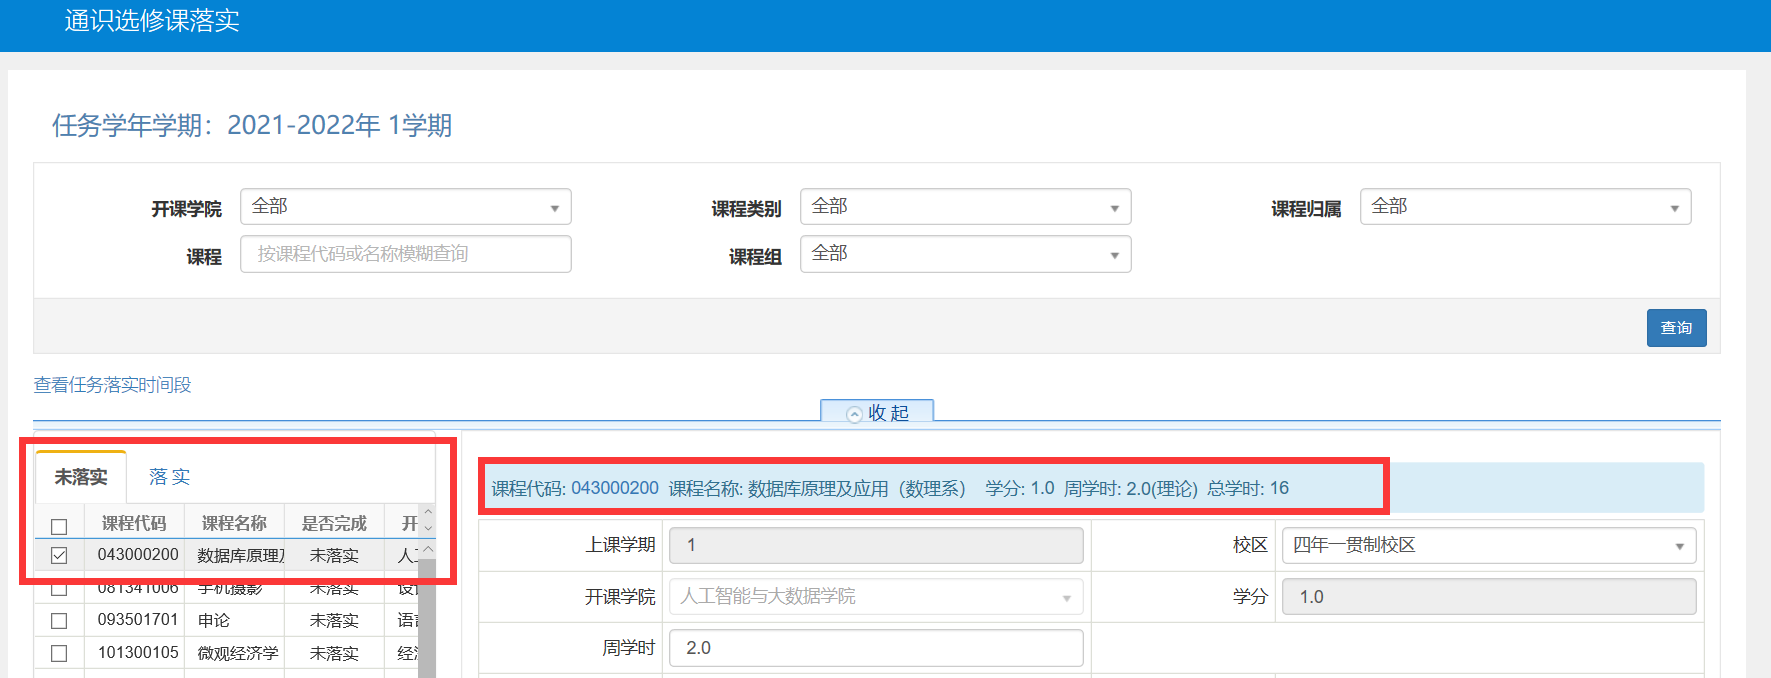 通识选修课落实
任务学年学期：2021-2022年 1学期
开课学院 全部 课程类别 全部 课程归属 全部
课程 按课程代码或名称模糊查询 课程组 全部
查询
查看任务落实时间段
收 起
未落实 落 实
课程代码 课程名称 是否完成 开
043000200 数据库原理及 未落实 人工
081341006 手机摄影 未落实 设计
093501701 申论 未落实 语言
101300105 微观经济学 未落实 经济
课程代码: 043000200 课程名称: 数据库原理及应用（数理系） 学分: 1.0 周学时: 2.0(理论) 总学时: 16
上课学期 1 校区 四年一贯制校区
开课学院 人工智能与大数据学院 学分 1.0
周学时 2.0